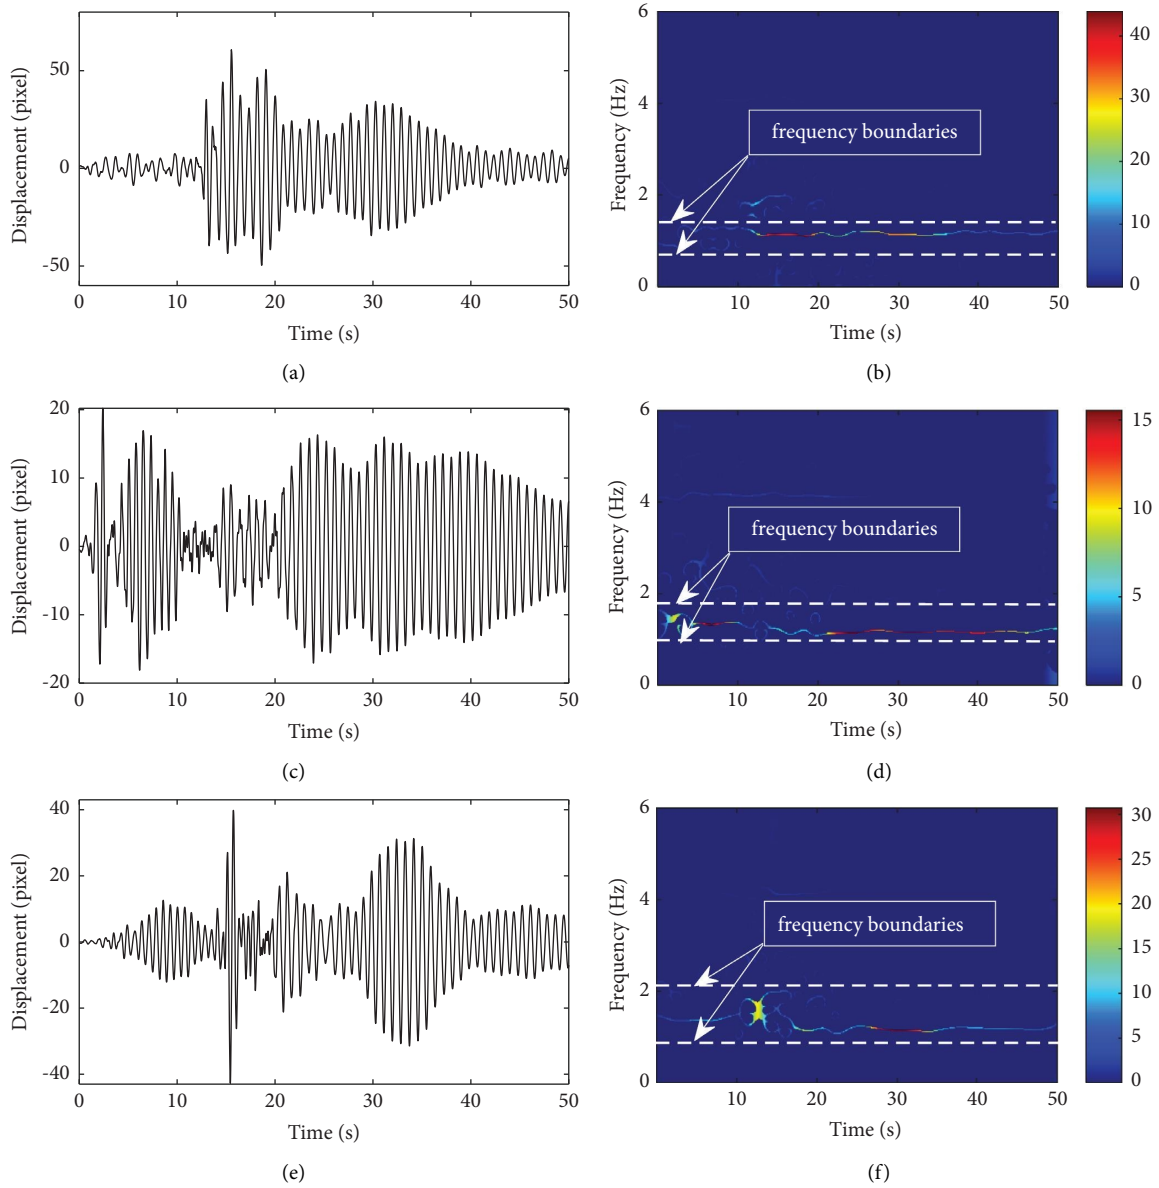 Displacement (pixel)
50
0
-50
0 10 20 30 40 50
Time (s)
(a)
Frequency (Hz)
6
4
2
0
frequency boundaries
10 20 30 40 50
Time (s)
40
30
20
10
0
(b)
Displacement (pixel)
20
10
0
-10
-20
0 10 20 30 40 50
Time (s)
(c)
Frequency (Hz)
6
4
2
0
frequency boundaries
10 20 30 40 50
Time (s)
15
10
5
0
(d)
Displacement (pixel)
40
20
0
-20
-40
0 10 20 30 40 50
Time (s)
(e)
Frequency (Hz)
6
4
2
0
frequency boundaries
10 20 30 40 50
Time (s)
30
25
20
15
10
5
0
(f)